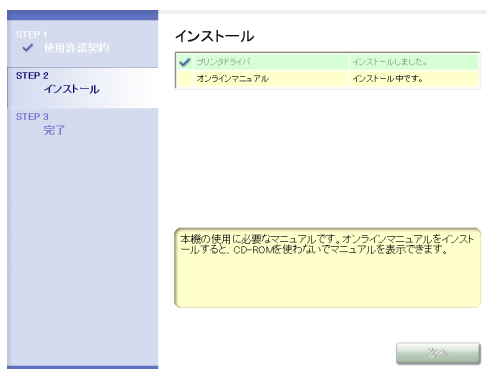 STEP 1
使用許諾契約
STEP 2
インストール
STEP 3
完了
インストール
プリンタドライバ インストールしました。
オンラインマニュアル インストール中です。
本機の使用に必要なマニュアルです。オンラインマニュアルをインスト
ールすると、CD-ROMを使わないでマニュアルを表示できます。
次へ